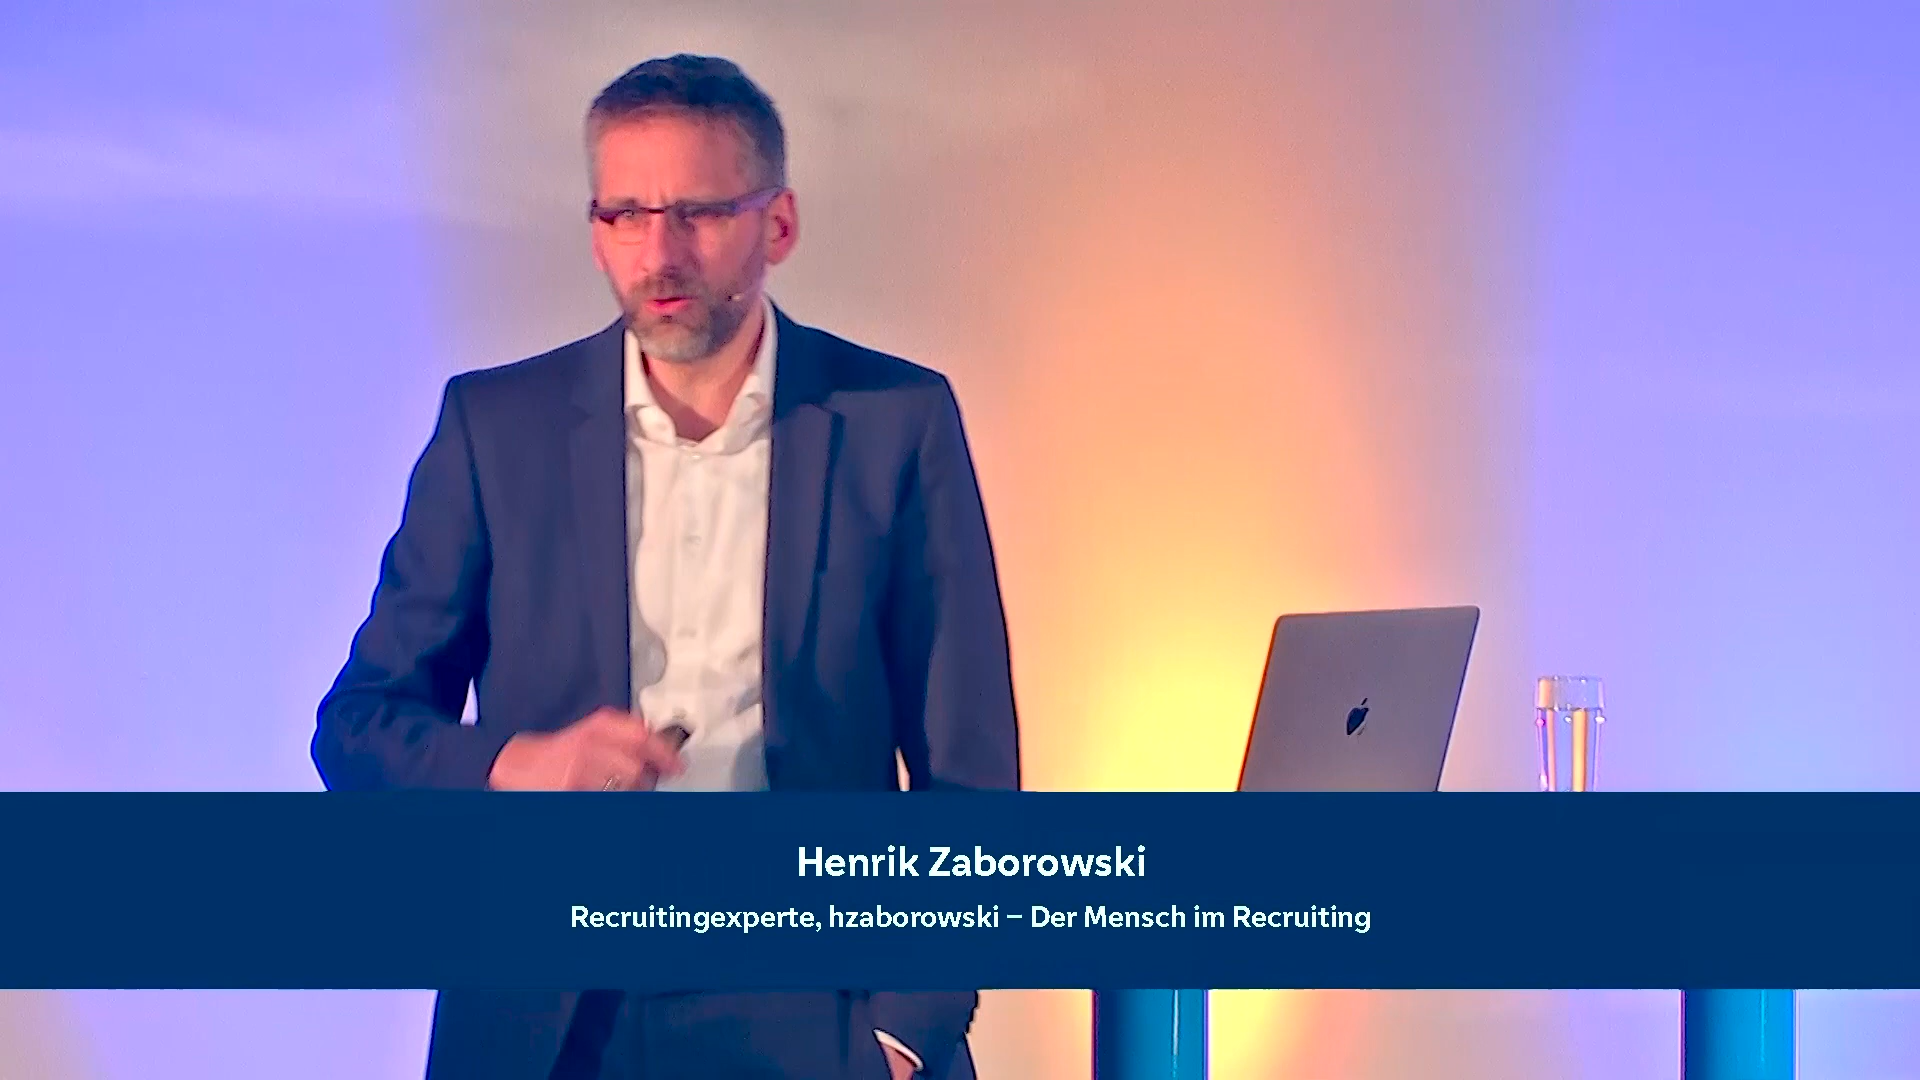 Henrik Zaborowski
Recruitingexperte, hzaborowski – Der Mensch im Recruiting